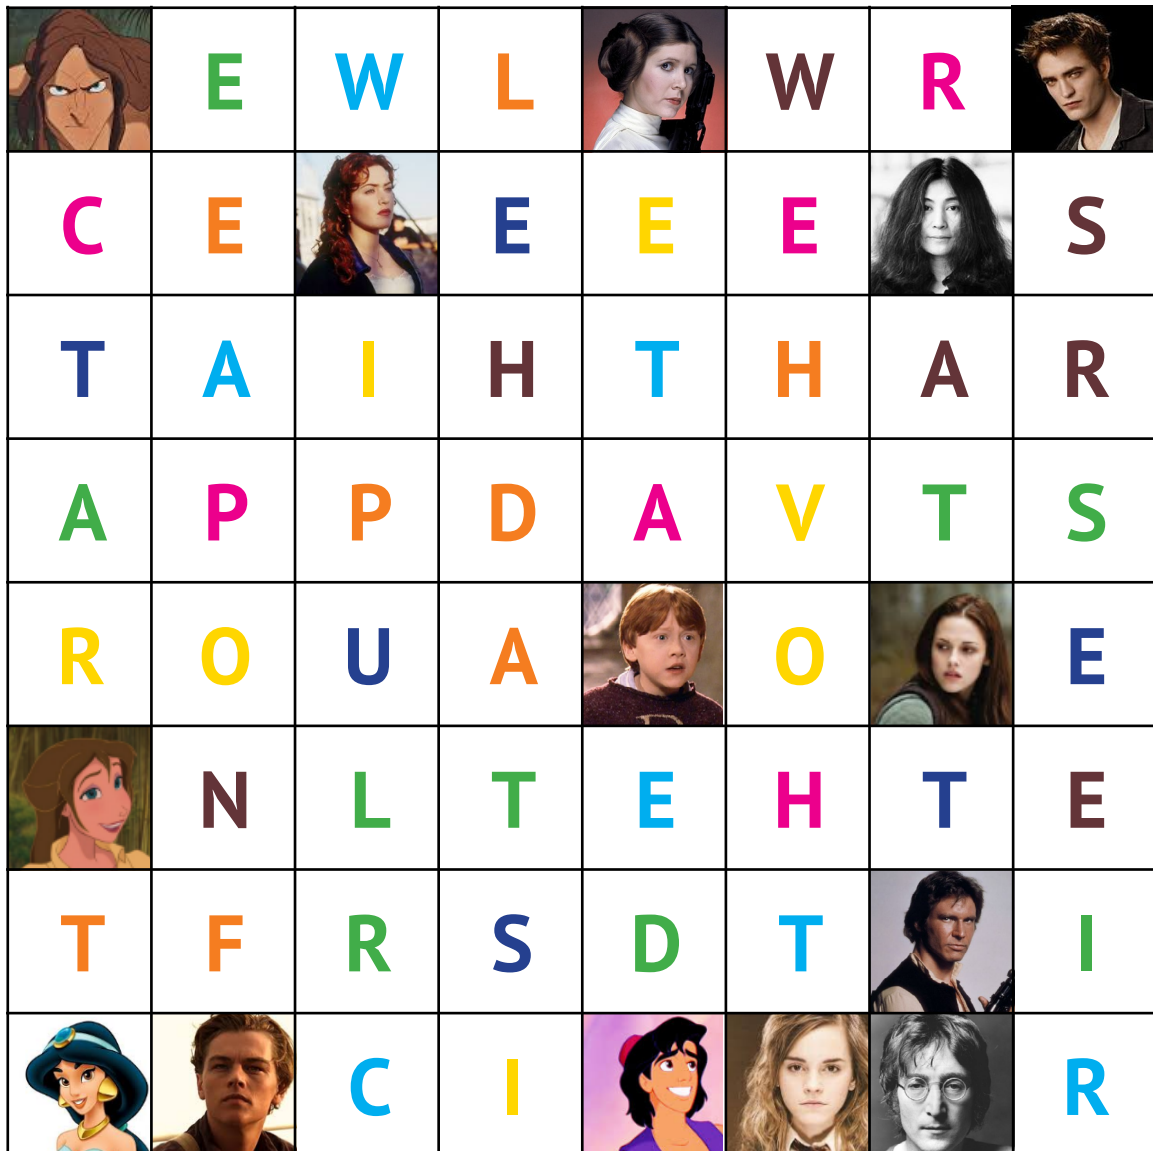 E W L W R
C E E E E S
T A I H T H A R
A P P D A V T S
R O U A O E
N L T E H T E
T F R S D T I
C I R